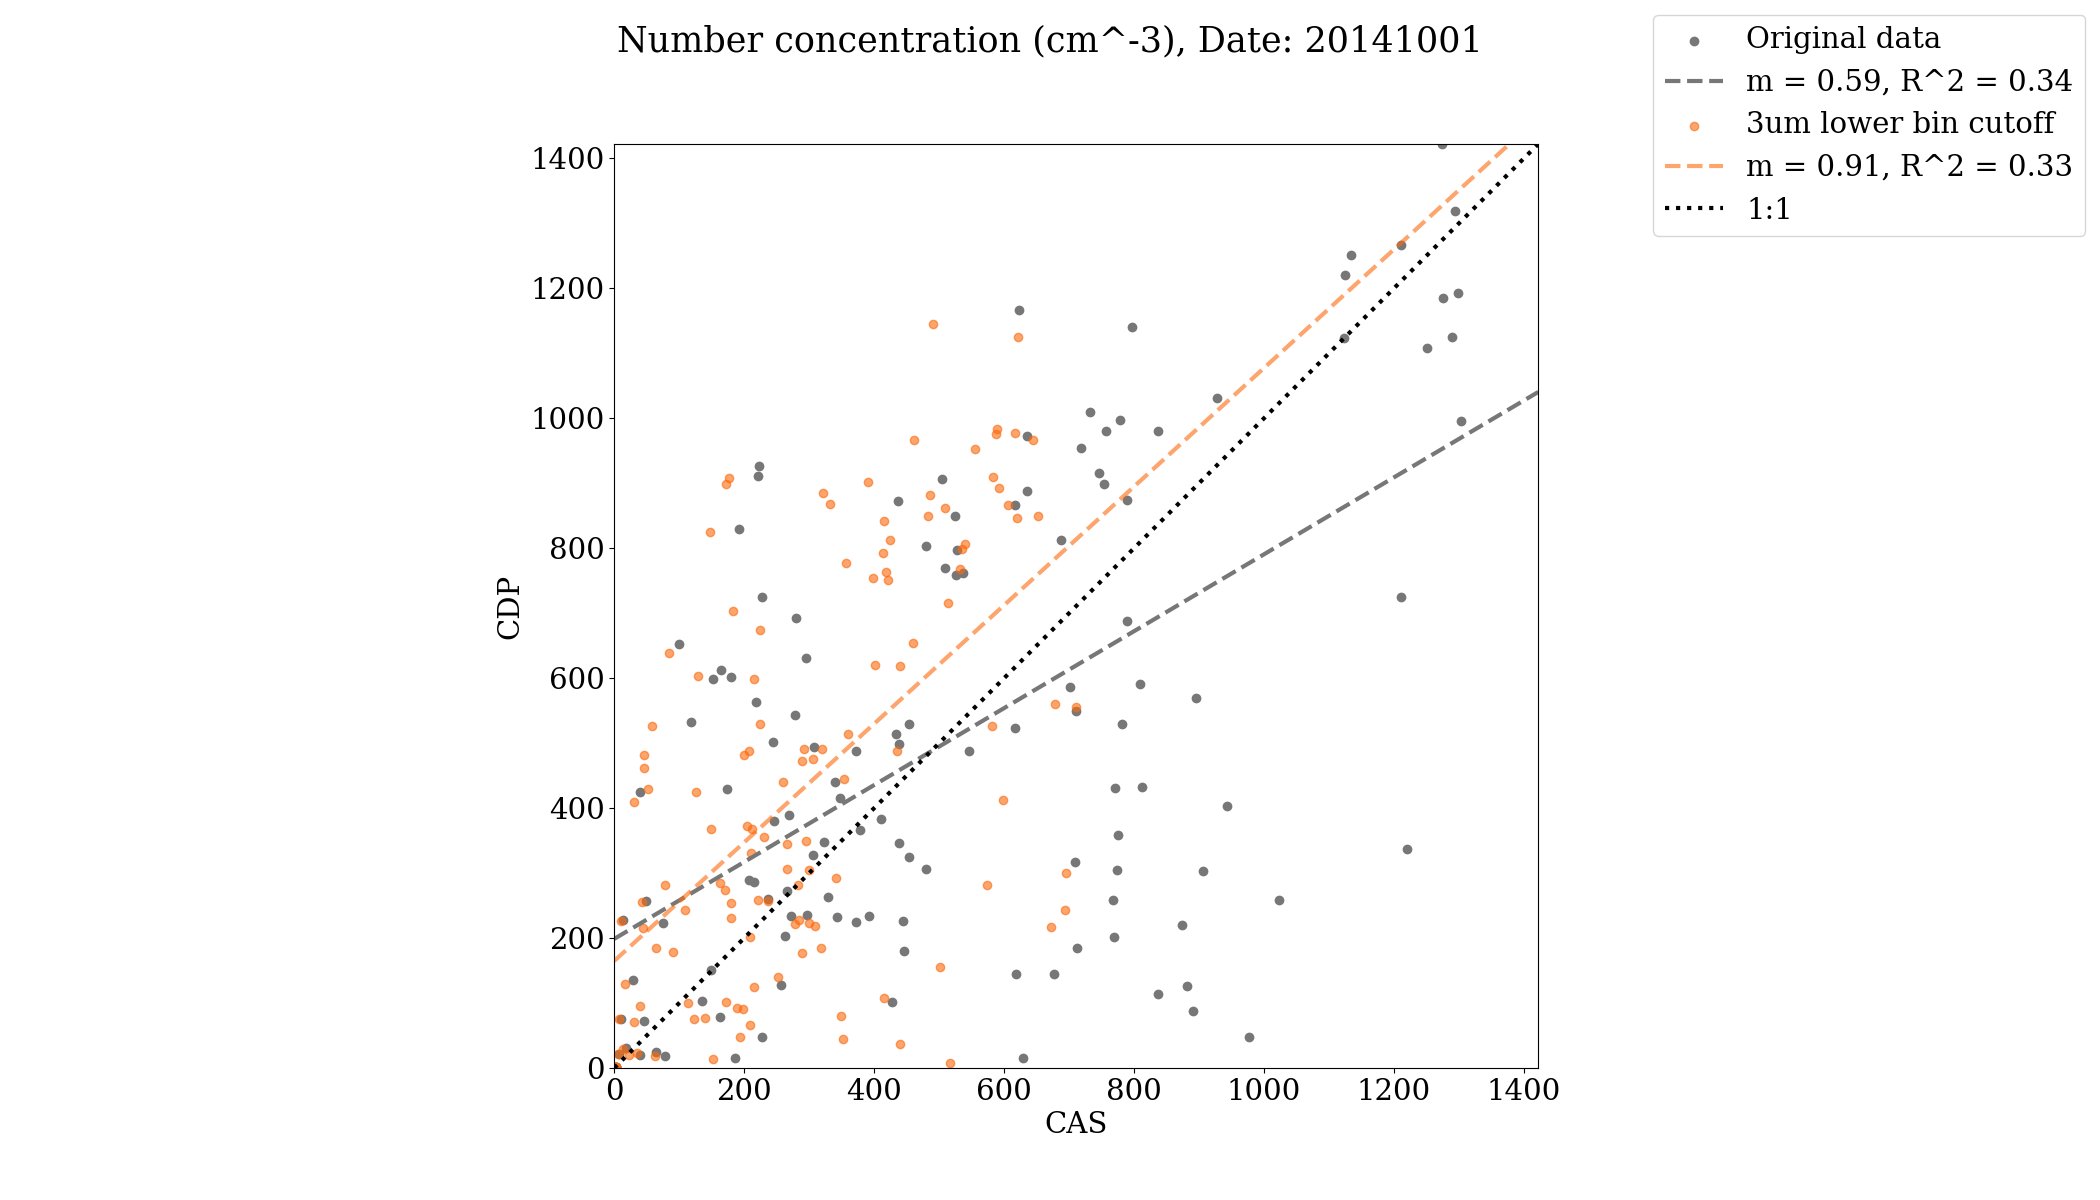 Number concentration (cm^-3), Date: 20141001
Original data
m = 0.59, R^2 = 0.34
3um lower bin cutoff
m = 0.91, R^2 = 0.33
1:1
1400
1200
1000
800
600
400
200
0
CDP
0 200 400 600 800 1000 1200 1400
CAS